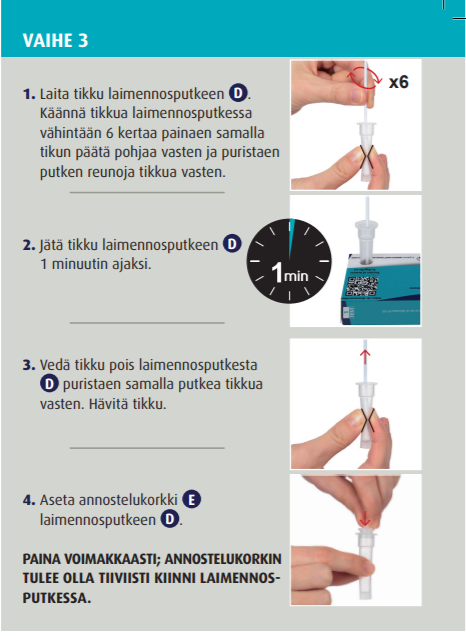 VAIHE 3
1. Laita tikku laimennosputkeen D.
Käännä tikkua laimennosputkessa
vähintään 6 kertaa painaen samalla
tikun päätä pohjaa vasten ja puristaen
putken reunoja tikkua vasten.
x6
2. Jätä tikku laimennosputkeen D
1 minuutin ajaksi.
1 min
3. Vedä tikku pois laimennosputkesta
D puristaen samalla putkea tikkua
vasten. Hävitä tikku.
4. Aseta annostelukorkki E
laimennosputkeen D.
PAINA VOIMAKKAASTI; ANNOSTELUKORKIN
TULEE OLLA TIIVIISTI KIINNI LAIMENNOS-
PUTKESSA.